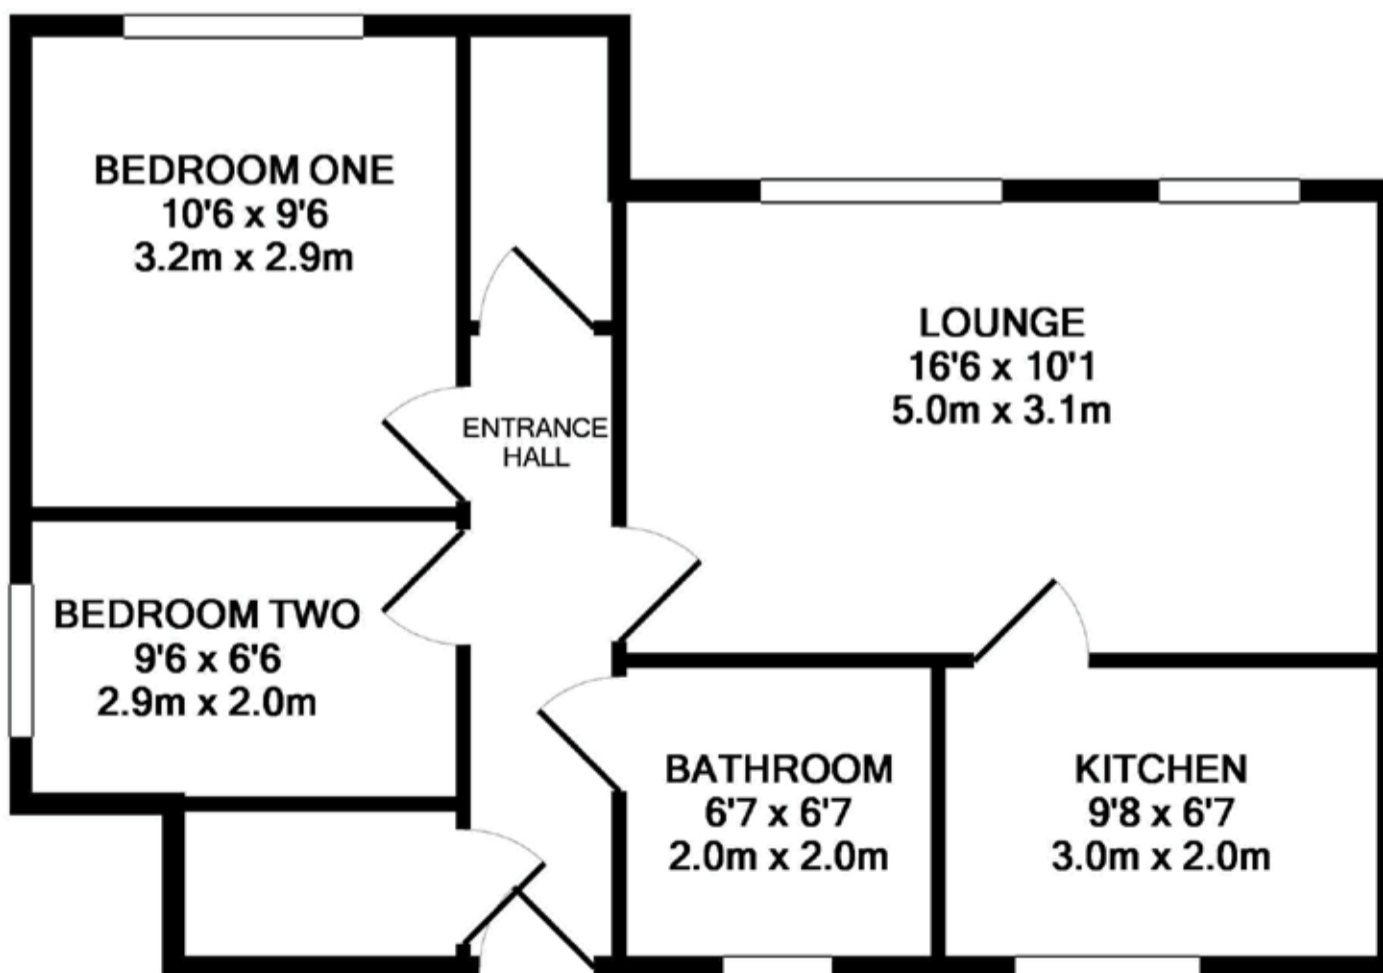 BEDROOM ONE
10'6 x 9'6
3.2m x 2.9m
LOUNGE
16'6 x 10'1
5.0m x 3.1m
ENTRANCE
HALL
BEDROOM TWO
9'6 x 6'6
2.9m x 2.0m
BATHROOM
6'7 x 6'7
2.0m x 2.0m
KITCHEN
9'8 x 6'7
3.0m x 2.0m